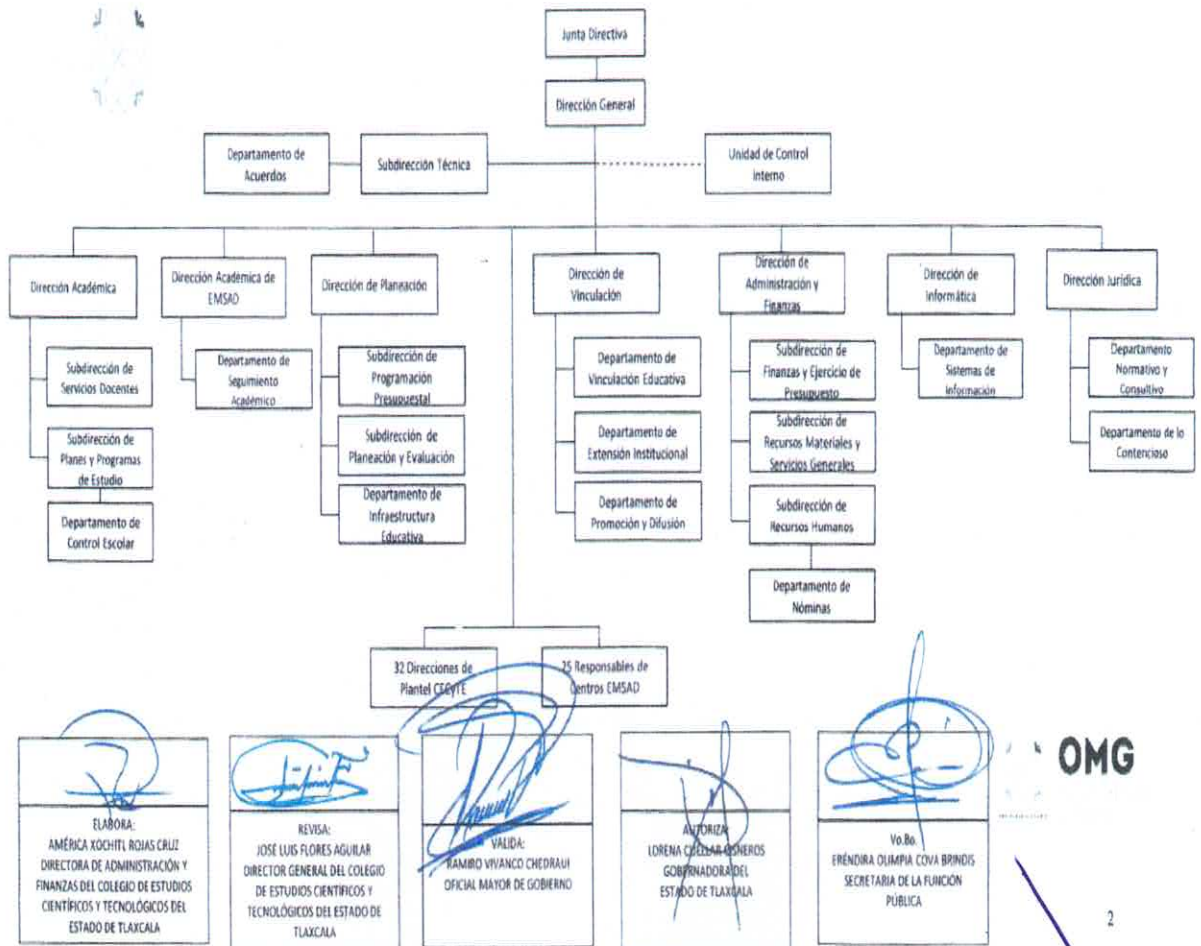 Junta Directiva
Dirección General
Departamento de
Acuerdos
Subdirección Técnica
Unidad de Control
Interno
Dirección Académica
Dirección Académica de
EMSAD
Dirección de Planeación
Dirección de
Vinculación
Dirección de
Administración y
Finanzas
Dirección de
Informática
Dirección Jurídica
Subdirección de
Servicios Docentes
Subdirección de
Planes y Programas
de Estudio
Departamento de
Control Escolar
Departamento de
Seguimiento
Académico
Subdirección de
Programación
Presupuestal
Subdirección de
Planeación y Evaluación
Departamento de
Infraestructura
Educativa
Departamento de
Vinculación Educativa
Departamento de
Extensión Institucional
Departamento de
Promoción y Difusión
Subdirección de
Finanzas y Ejercicio de
Presupuesto
Subdirección de
Recursos Materiales y
Servicios Generales
Subdirección de
Recursos Humanos
Departamento de
Nóminas
Departamento de
Sistemas de
Información
Departamento
Normativo y
Consultivo
Departamento de lo
Contencioso
32 Direcciones de
Plantel CECyTE
25 Responsables de
Centros EMSAD
ELABORA:
AMÉRICA XOCHITL ROJAS CRUZ
DIRECTORA DE ADMINISTRACIÓN Y
FINANZAS DEL COLEGIO DE ESTUDIOS
CIENTÍFICOS Y TECNOLÓGICOS DEL
ESTADO DE TLAXCALA
REVISA:
JOSÉ LUIS FLORES AGUILAR
DIRECTOR GENERAL DEL COLEGIO
DE ESTUDIOS CIENTÍFICOS Y
TECNOLÓGICOS DEL ESTADO DE
TLAXCALA
VALIDA:
RAMIRO VIVANCO CHEDRAUI
OFICIAL MAYOR DE GOBIERNO
AUTORIZA:
LORENA CUÉLLAR CISNEROS
GOBERNADORA DEL
ESTADO DE TLAXCALA
Vo.Bo.
ERÉNDIRA OLIMPIA COVA BRINDIS
SECRETARIA DE LA FUNCIÓN
PÚBLICA
OMG
2